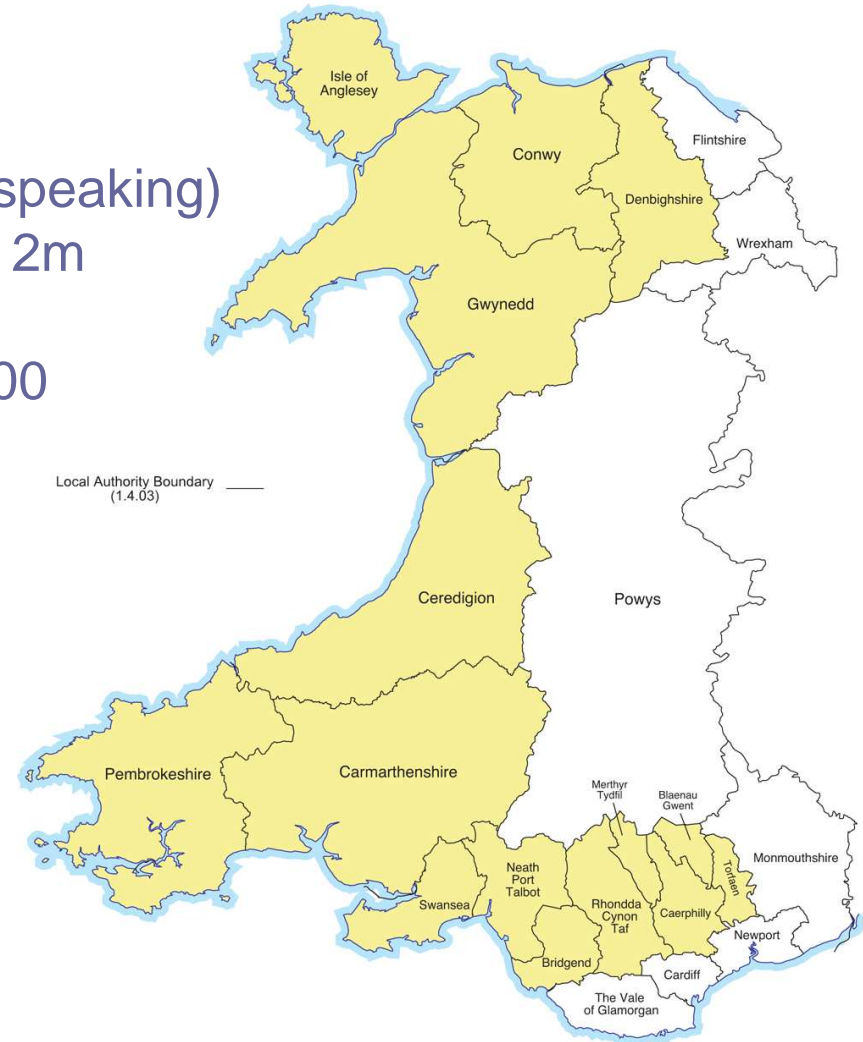 speaking)
2m
00
Isle of
Anglesey
Conwy
Flintshire
Denbighshire
Wrexham
Gwynedd
Local Authority Boundary
(1.4.03)
Ceredigion
Powys
Pembrokeshire
Carmarthenshire
Merthyr
Tydfil
Blaenau
Gwent
Monmouthshire
Neath
Port
Talbot
Swansea
Rhondda
Cynon
Taf
Caerphilly
Torfaen
Newport
Bridgend
Cardiff
The Vale
of Glamorgan